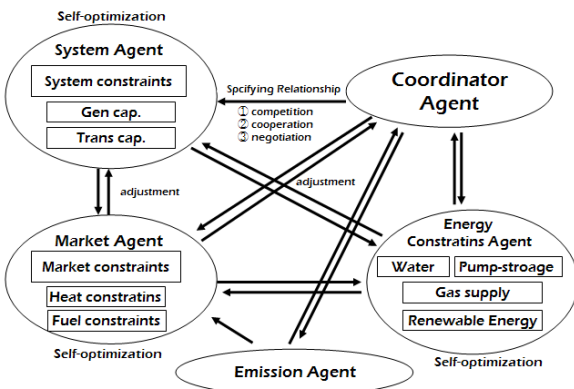 Self-optimization
System Agent
System constraints
Gen cap.
Trans cap.
Spcifying Relationship
① competition
② cooperation
③ negotiation
Coordinator
Agent
adjustment
adjustment
Market Agent
Market constraints
Heat constratins
Fuel constraints
Self-optimization
Energy
Constratins Agent
Water
Pump-stroage
Gas supply
Renewable Energy
Self-optimization
Emission Agent